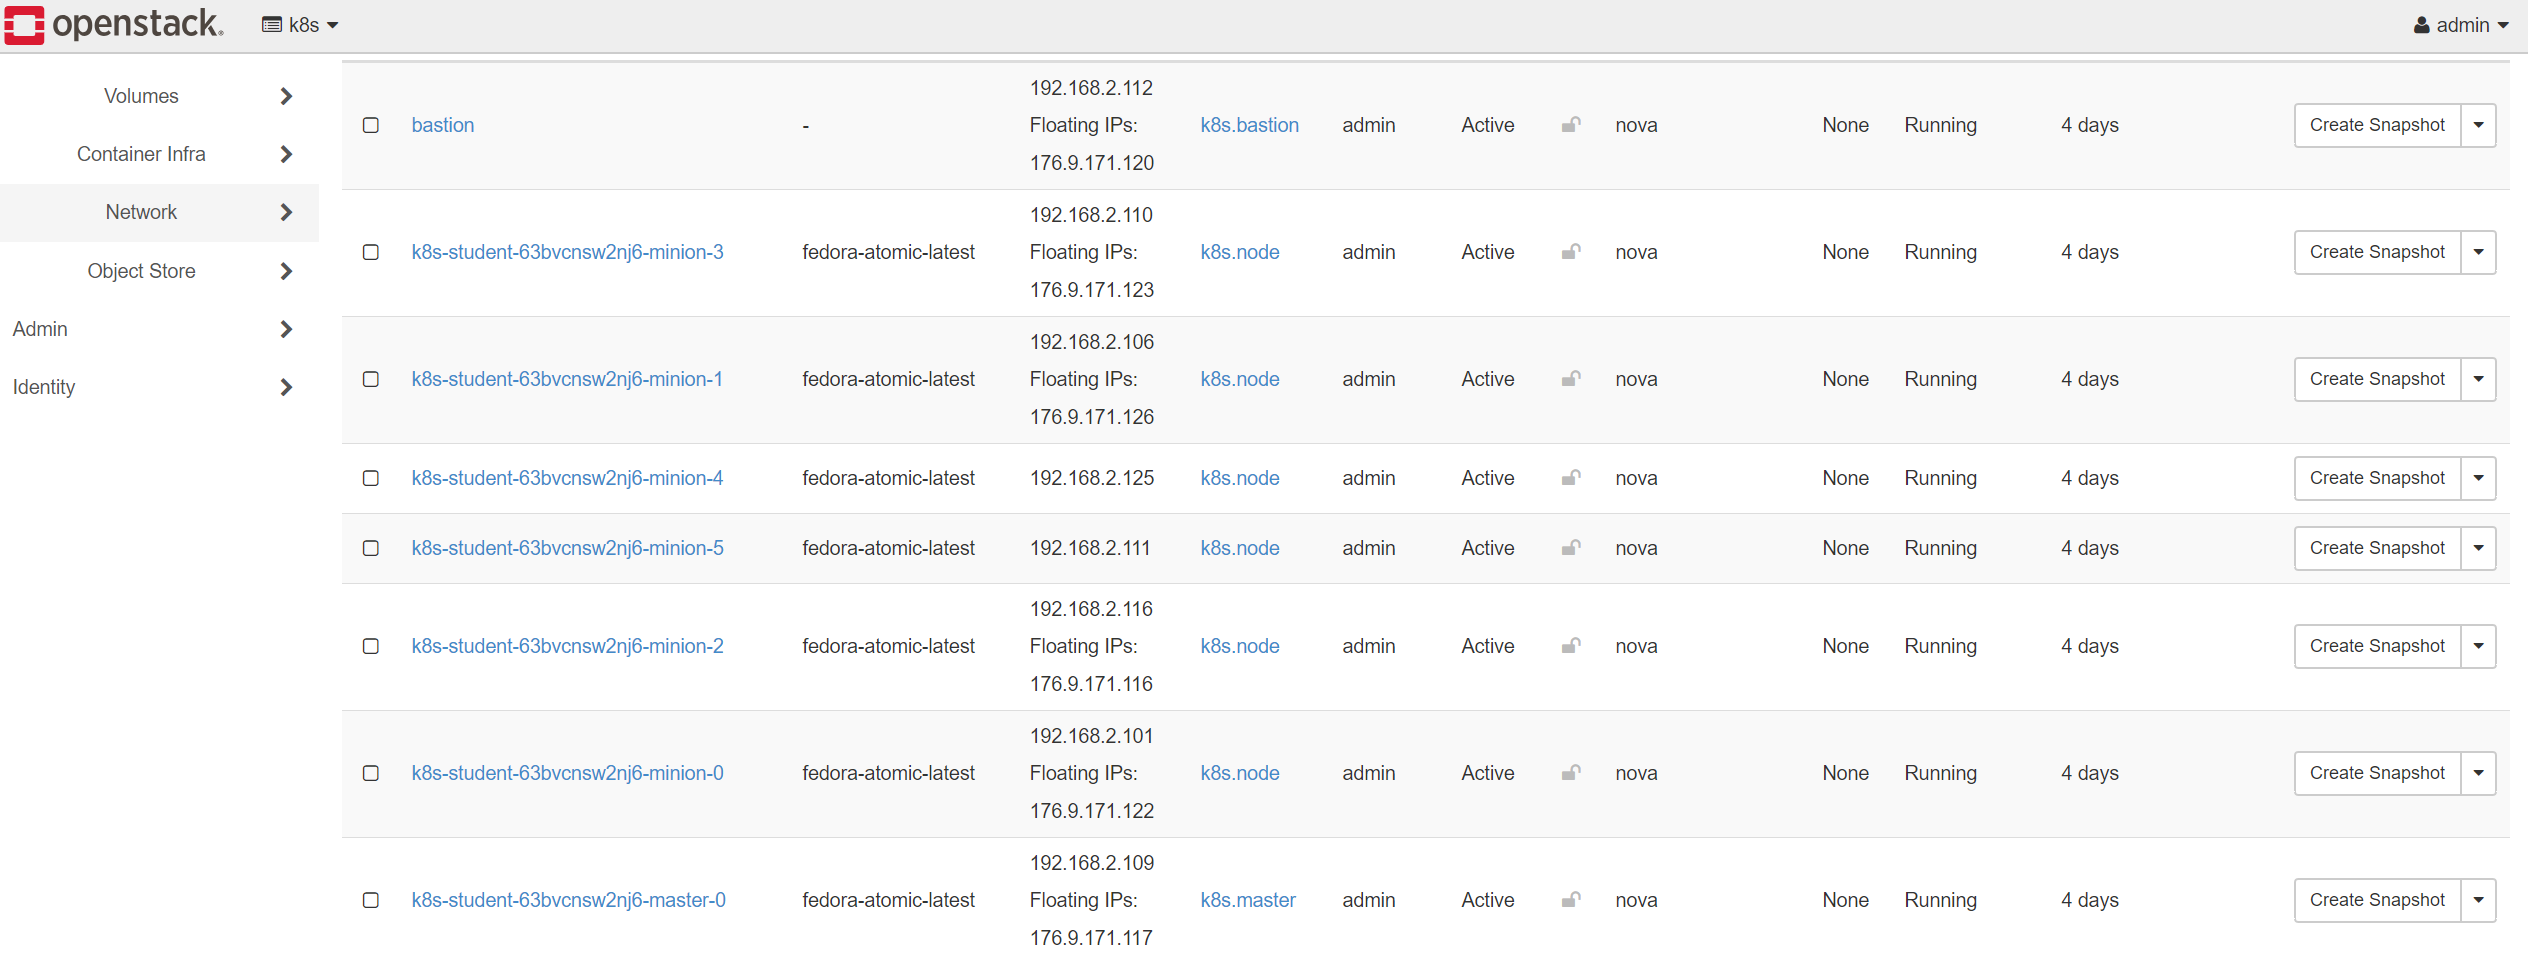 openstack. k8s admin
Volumes
Container Infra
Network
Object Store
Admin
Identity
192.168.2.112
bastion - Floating IPs: k8s.bastion admin Active nova None Running 4 days Create Snapshot
176.9.171.120
192.168.2.110
k8s-student-63bvcnsw2nj6-minion-3 fedora-atomic-latest Floating IPs: k8s.node admin Active nova None Running 4 days Create Snapshot
176.9.171.123
192.168.2.106
k8s-student-63bvcnsw2nj6-minion-1 fedora-atomic-latest Floating IPs: k8s.node admin Active nova None Running 4 days Create Snapshot
176.9.171.126
k8s-student-63bvcnsw2nj6-minion-4 fedora-atomic-latest 192.168.2.125 k8s.node admin Active nova None Running 4 days Create Snapshot
k8s-student-63bvcnsw2nj6-minion-5 fedora-atomic-latest 192.168.2.111 k8s.node admin Active nova None Running 4 days Create Snapshot
192.168.2.116
k8s-student-63bvcnsw2nj6-minion-2 fedora-atomic-latest Floating IPs: k8s.node admin Active nova None Running 4 days Create Snapshot
176.9.171.116
192.168.2.101
k8s-student-63bvcnsw2nj6-minion-0 fedora-atomic-latest Floating IPs: k8s.node admin Active nova None Running 4 days Create Snapshot
176.9.171.122
192.168.2.109
k8s-student-63bvcnsw2nj6-master-0 fedora-atomic-latest Floating IPs: k8s.master admin Active nova None Running 4 days Create Snapshot
176.9.171.117